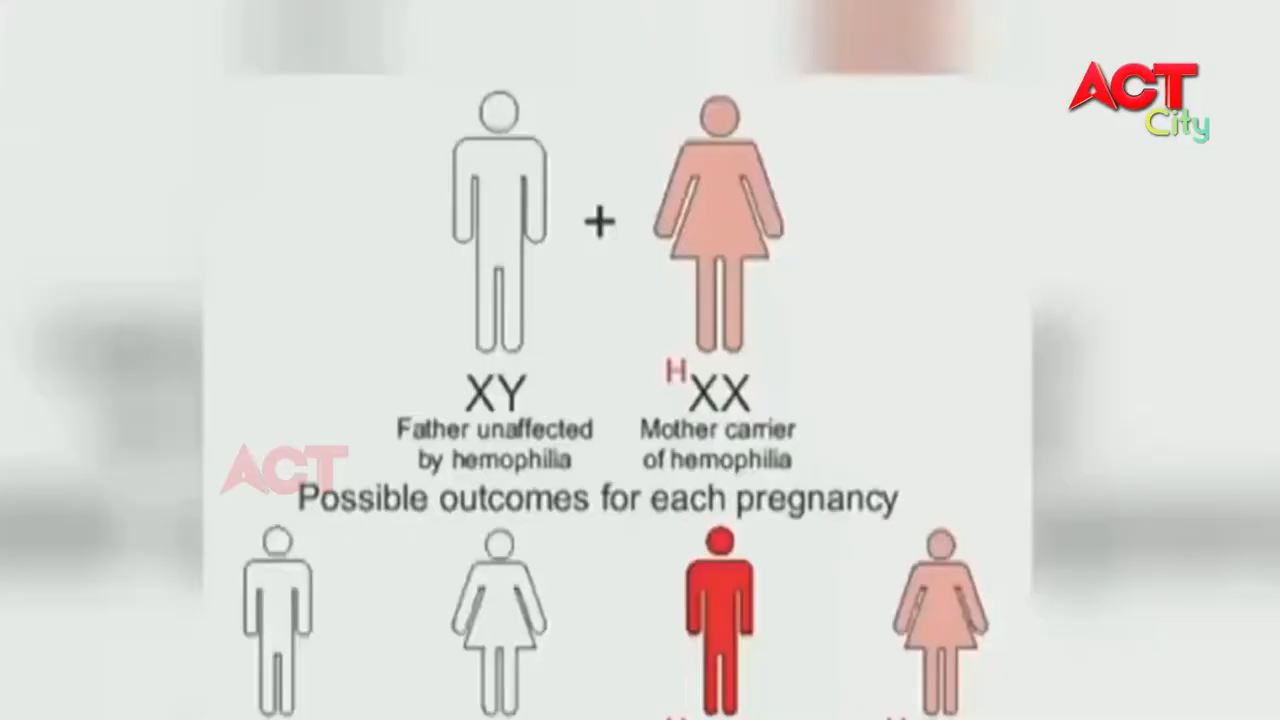 ACT
City
+
XY
H
XX
Father unaffected
by hemophilia
Mother carrier
of hemophilia
ACT
Possible outcomes for each pregnancy